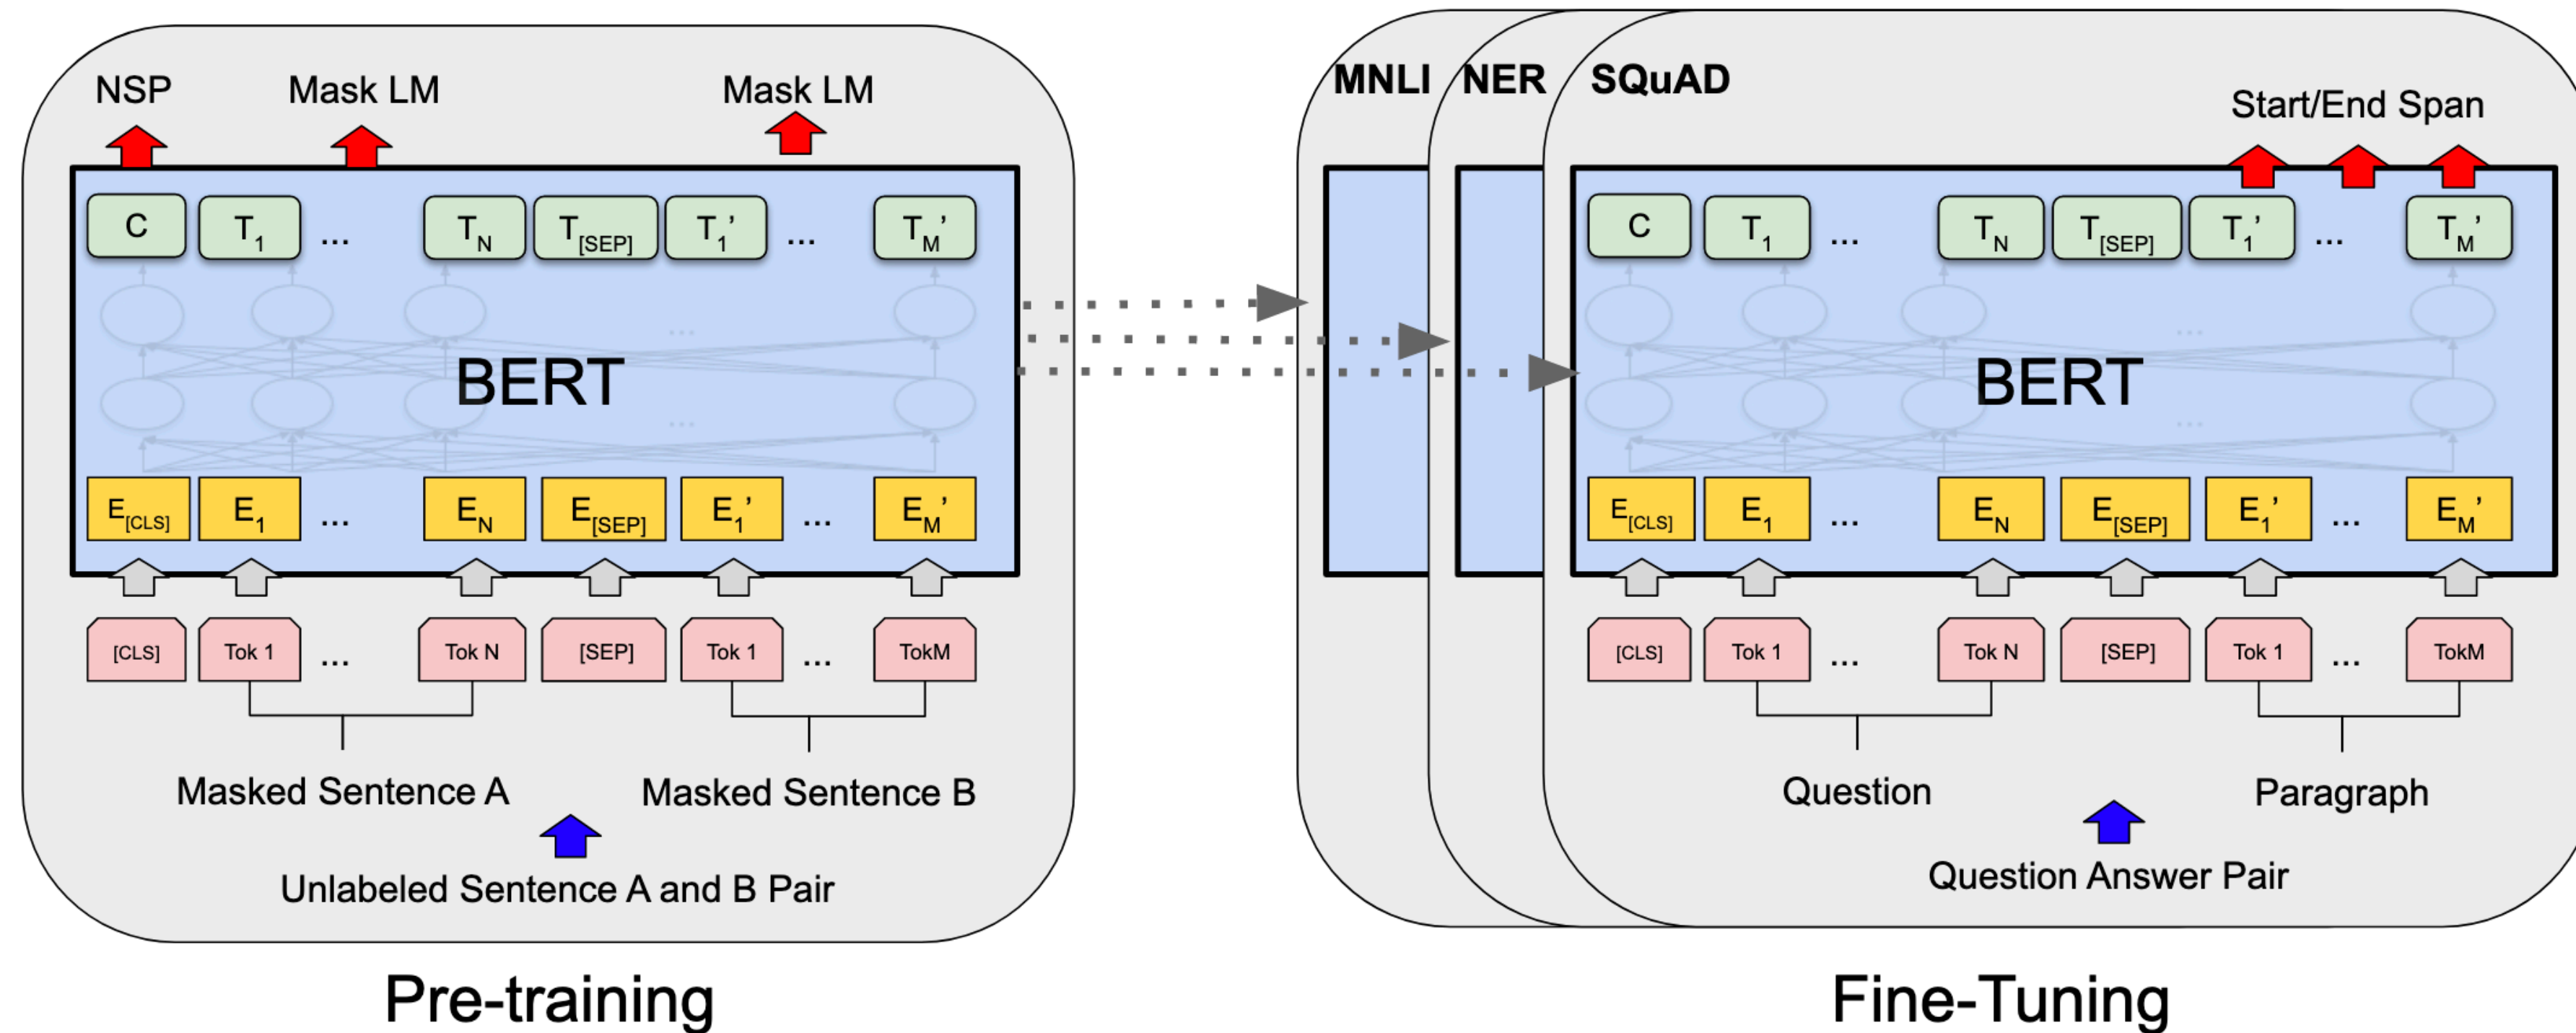 NSP Mask LM Mask LM
C T1 ... TN T[SEP] T1’ ... TM’
...
BERT
...
E[CLS] E1 ... EN E[SEP] E1’ ... EM’
[CLS] Tok 1 ... Tok N [SEP] Tok 1 ... TokM
Masked Sentence A Masked Sentence B
Unlabeled Sentence A and B Pair
Pre-training
MNLI NER SQuAD
Start/End Span
C T1 ... TN T[SEP] T1’ ... TM’
...
BERT
...
E[CLS] E1 ... EN E[SEP] E1’ ... EM’
[CLS] Tok 1 ... Tok N [SEP] Tok 1 ... TokM
Question Paragraph
Question Answer Pair
Fine-Tuning